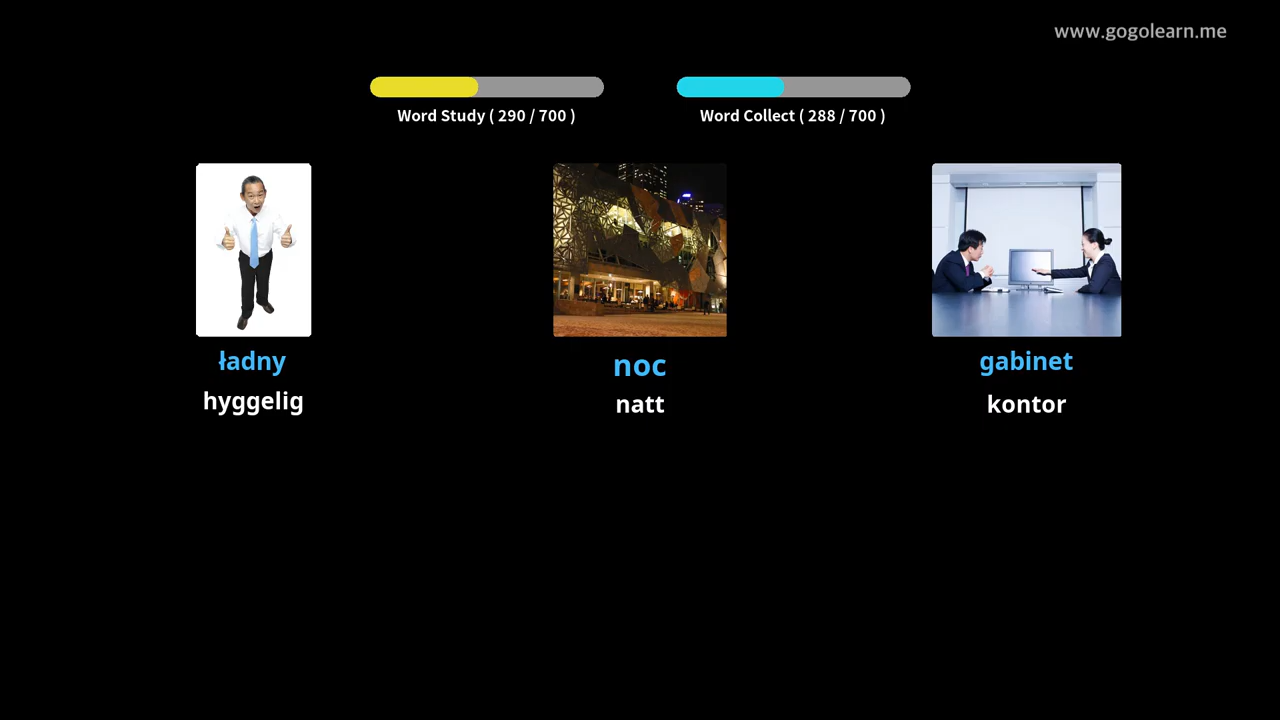 www.gogolearn.me
Word Study ( 290 / 700 )
Word Collect ( 288 / 700 )
ładny
hyggelig
noc
natt
gabinet
kontor